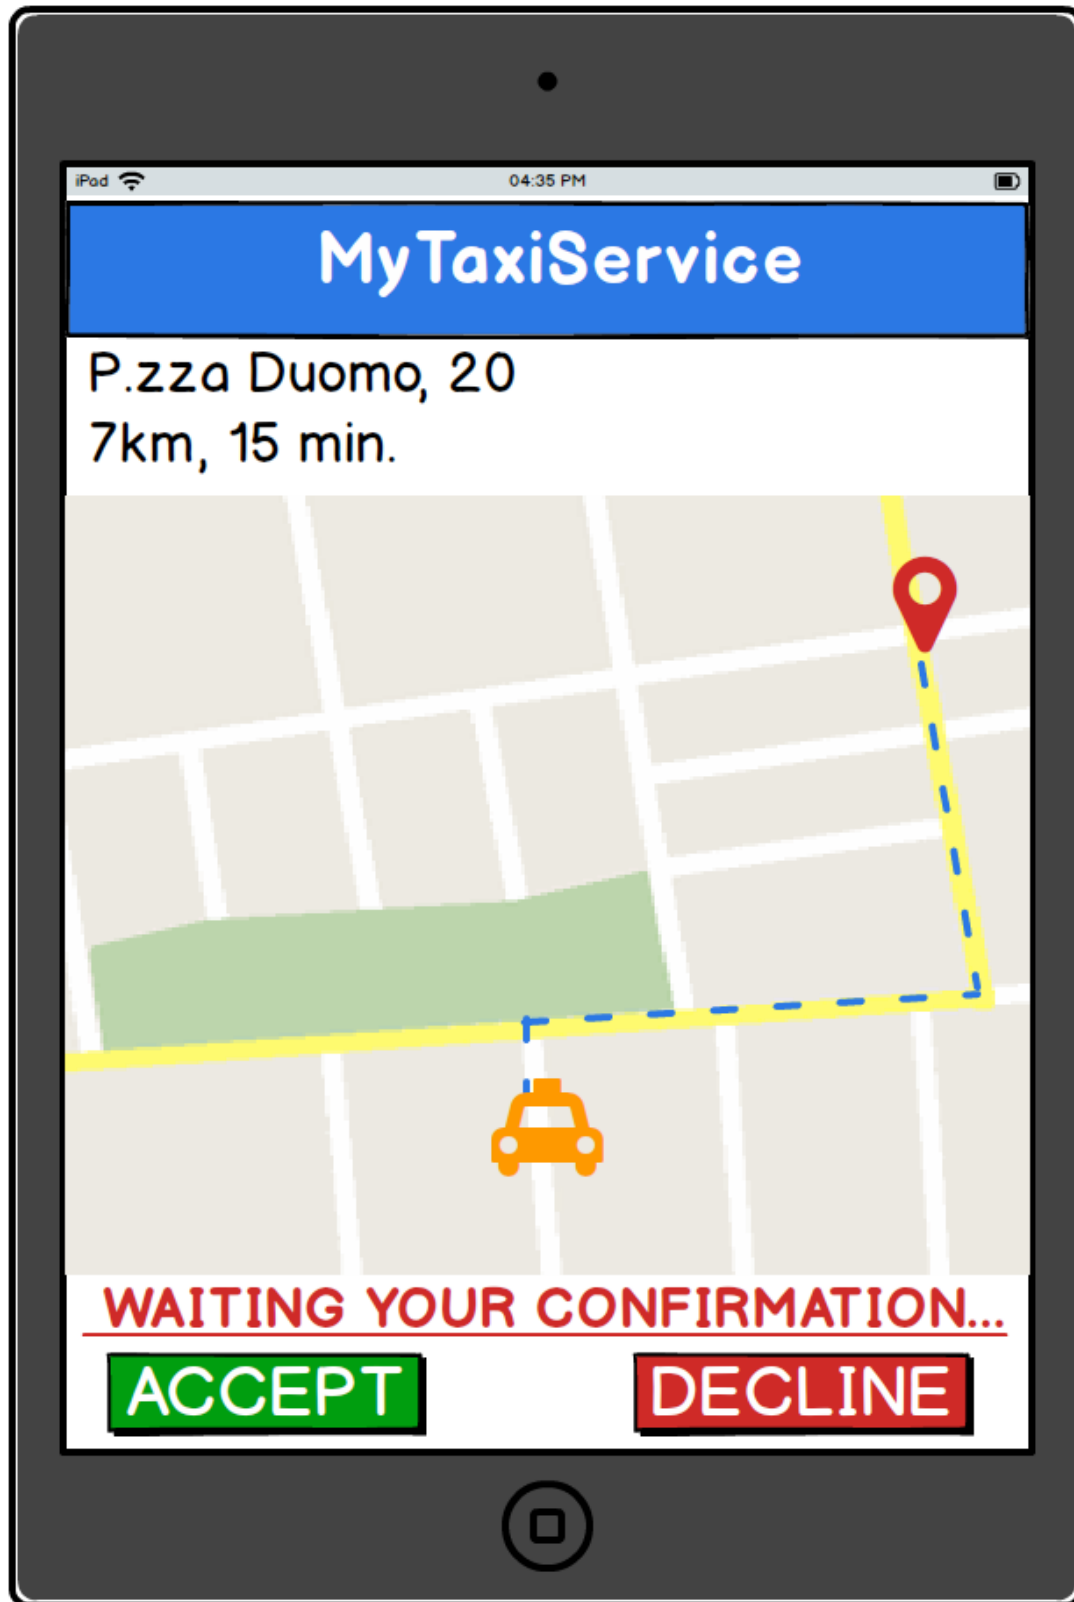 iPad 04:35 PM
MyTaxiService
P.zza Duomo, 20
7km, 15 min.
WAITING YOUR CONFIRMATION...
ACCEPT DECLINE